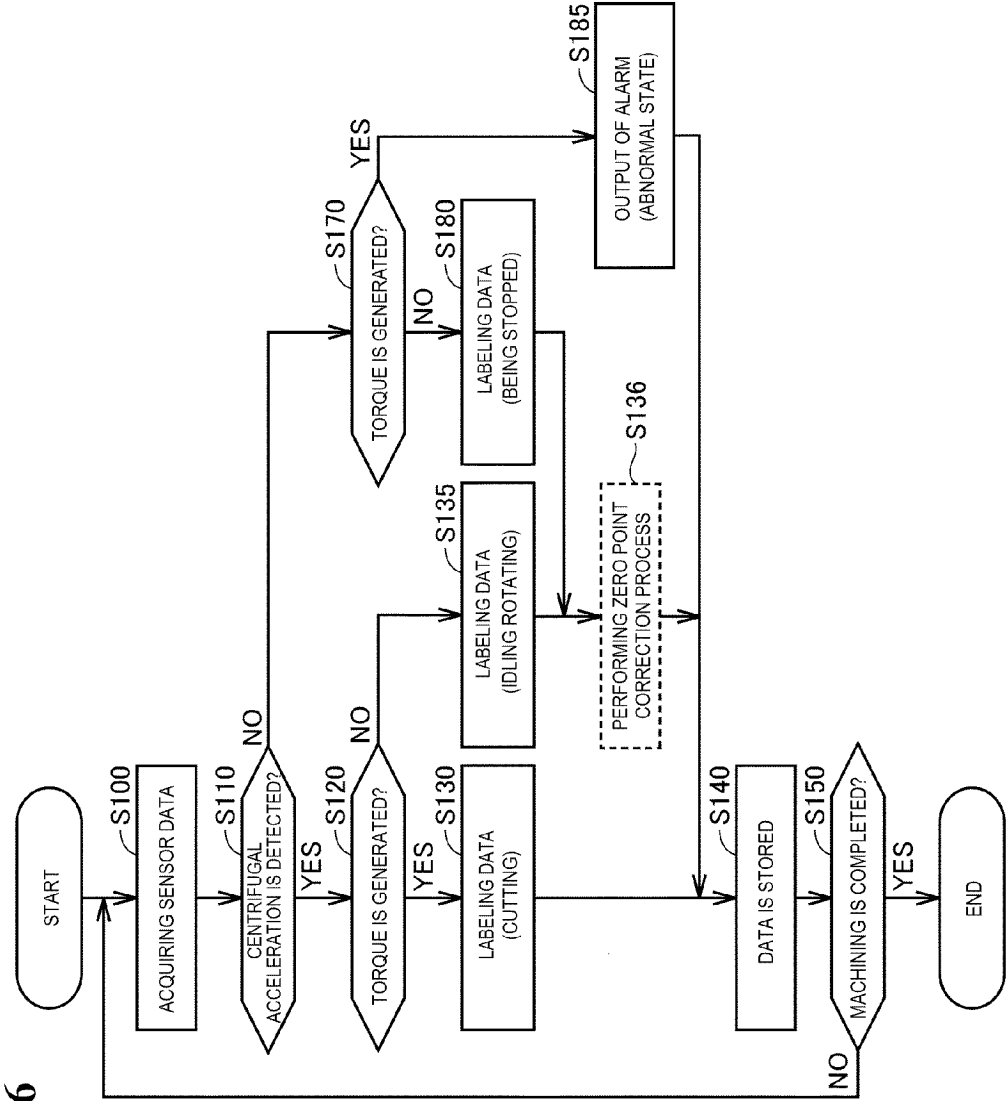 6
START
S100
ACQUIRING SENSOR DATA
S110
CENTRIFUGAL
ACCELERATION IS DETECTED?
NO
YES
S120
TORQUE IS GENERATED?
NO
YES
S130
LABELING DATA
(CUTTING)
S135
LABELING DATA
(IDLING ROTATING)
S170
TORQUE IS GENERATED?
YES
NO
S180
LABELING DATA
(BEING STOPPED)
S136
PERFORMING ZERO POINT
CORRECTION PROCESS
S185
OUTPUT OF ALARM
(ABNORMAL STATE)
S140
DATA IS STORED
S150
MACHINING IS COMPLETED?
NO
YES
END